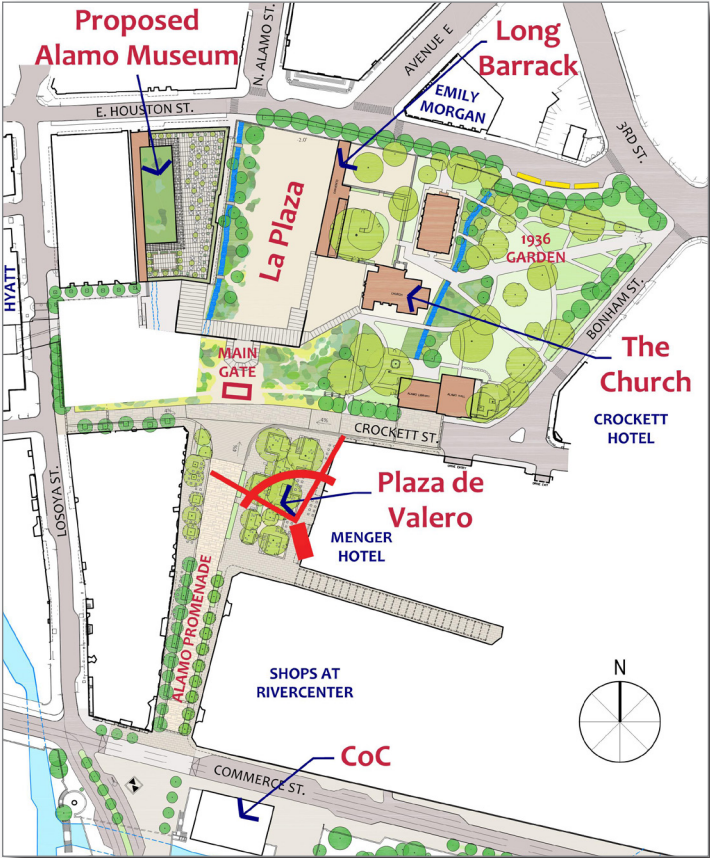 Proposed
Alamo Museum
N. ALAMO ST.
AVENUE E
Long
Barrack
EMILY
MORGAN
E. HOUSTON ST.
3RD ST.
La Plaza
1936
GARDEN
HYATT
BONHAM ST.
MAIN
GATE
The
Church
CROCKETT
HOTEL
CROCKETT ST.
LOSOYA ST.
Plaza de
Valero
MENGER
HOTEL
ALAMO PROMENADE
SHOPS AT
RIVERCENTER
N
CoC
COMMERCE ST.